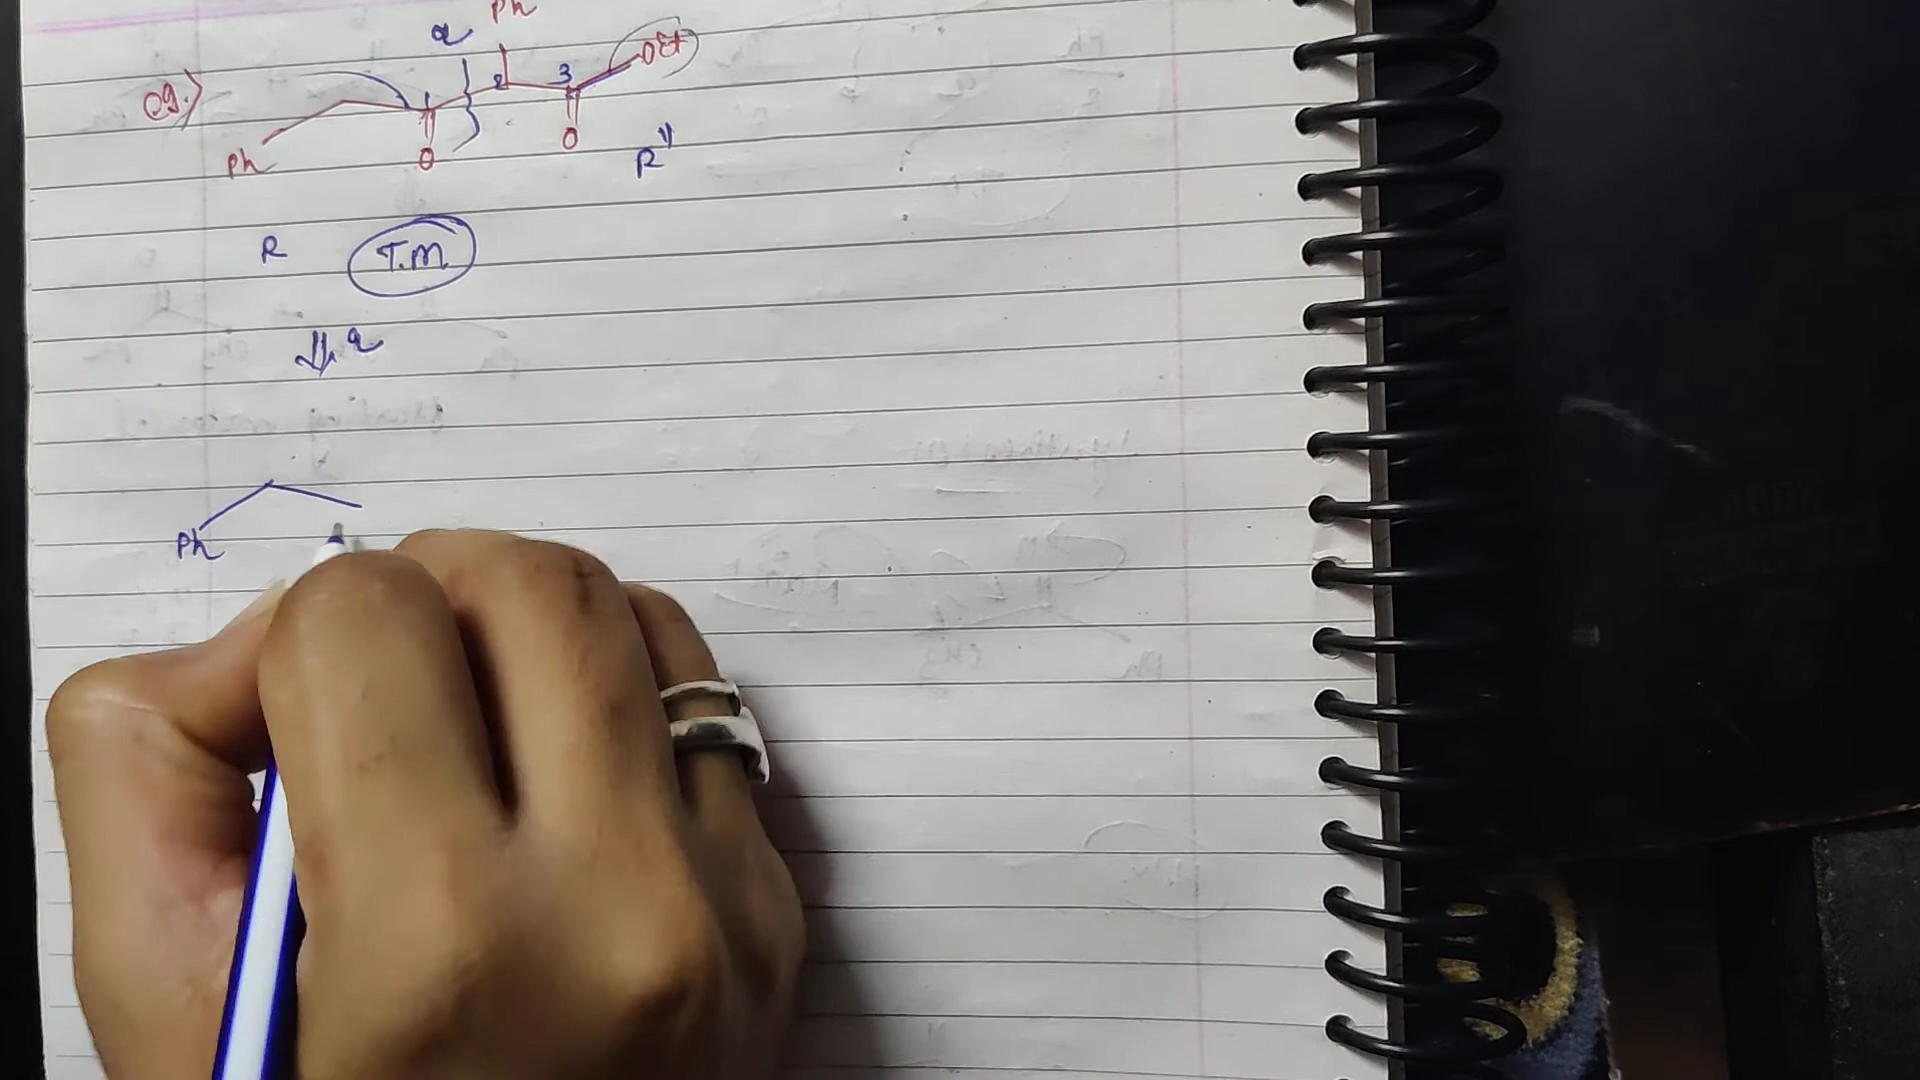 Ph
a
eg.> 1 2 3 OEt
Ph O O R"
R T.M.
a
Ph